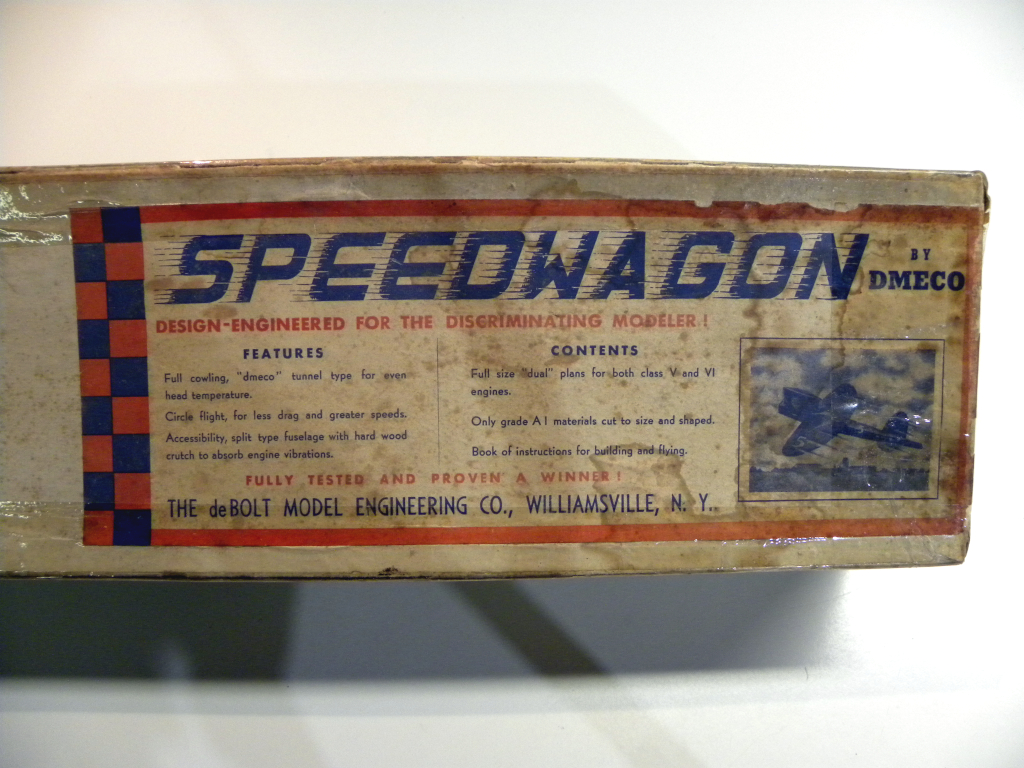 SPEEDWAGON
BY
DMECO
DESIGN-ENGINEERED FOR THE DISCRIMINATING MODELER!
FEATURES
Full cowling, "dmeco" tunnel type for even
head temperature.
Circle flight, for less drag and greater speeds.
Accessibility, split type fuselage with hard wood
crutch to absorb engine vibrations.
CONTENTS
Full size "dual" plans for both class V and VI
engines.
Only grade A1 materials cut to size and shaped.
Book of instructions for building and flying.
FULLY TESTED AND PROVEN A WINNER!
THE deBOLT MODEL ENGINEERING CO., WILLIAMSVILLE, N. Y.